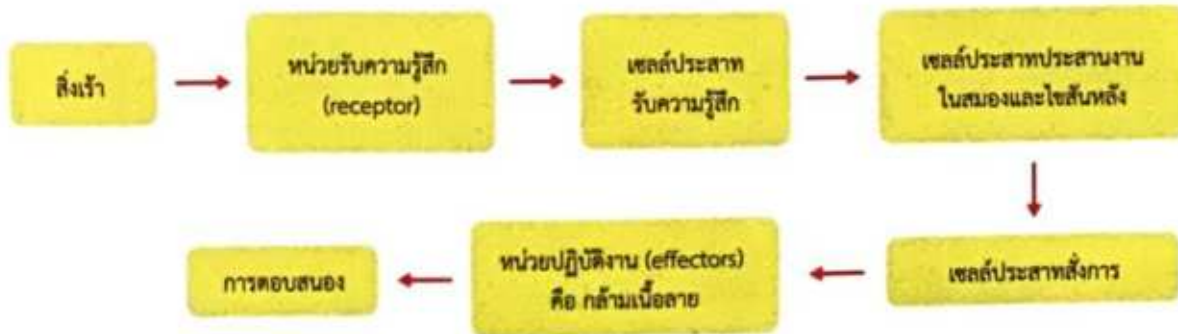 สิ่งเร้า
หน่วยรับความรู้สึก
(receptor)
เซลล์ประสาท
รับความรู้สึก
เซลล์ประสาทประสานงาน
ในสมองและไขสันหลัง
เซลล์ประสาทสั่งการ
หน่วยปฏิบัติงาน (effectors)
คือ กล้ามเนื้อลาย
การตอบสนอง